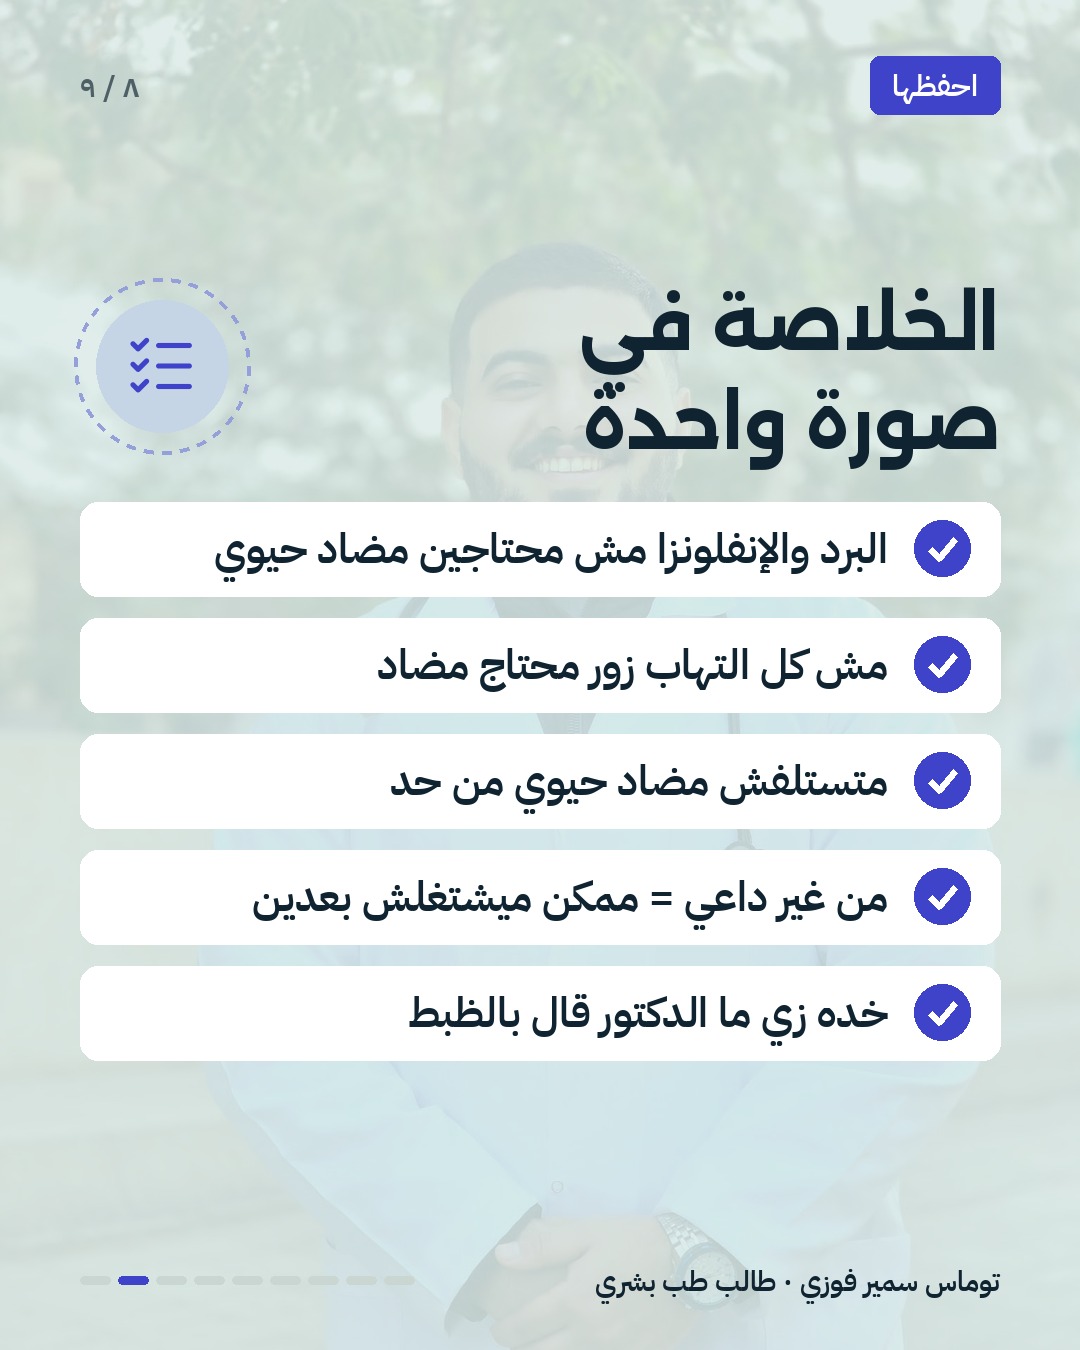 احفظها
٨ / ٩
الخلاصة في
صورة واحدة
البرد والإنفلونزا مش محتاجين مضاد حيوي
مش كل التهاب زور محتاج مضاد
متستلفش مضاد حيوي من حد
من غير داعي = ممكن ميشتغلش بعدين
خده زي ما الدكتور قال بالظبط
توماس سمير فوزي · طالب طب بشري